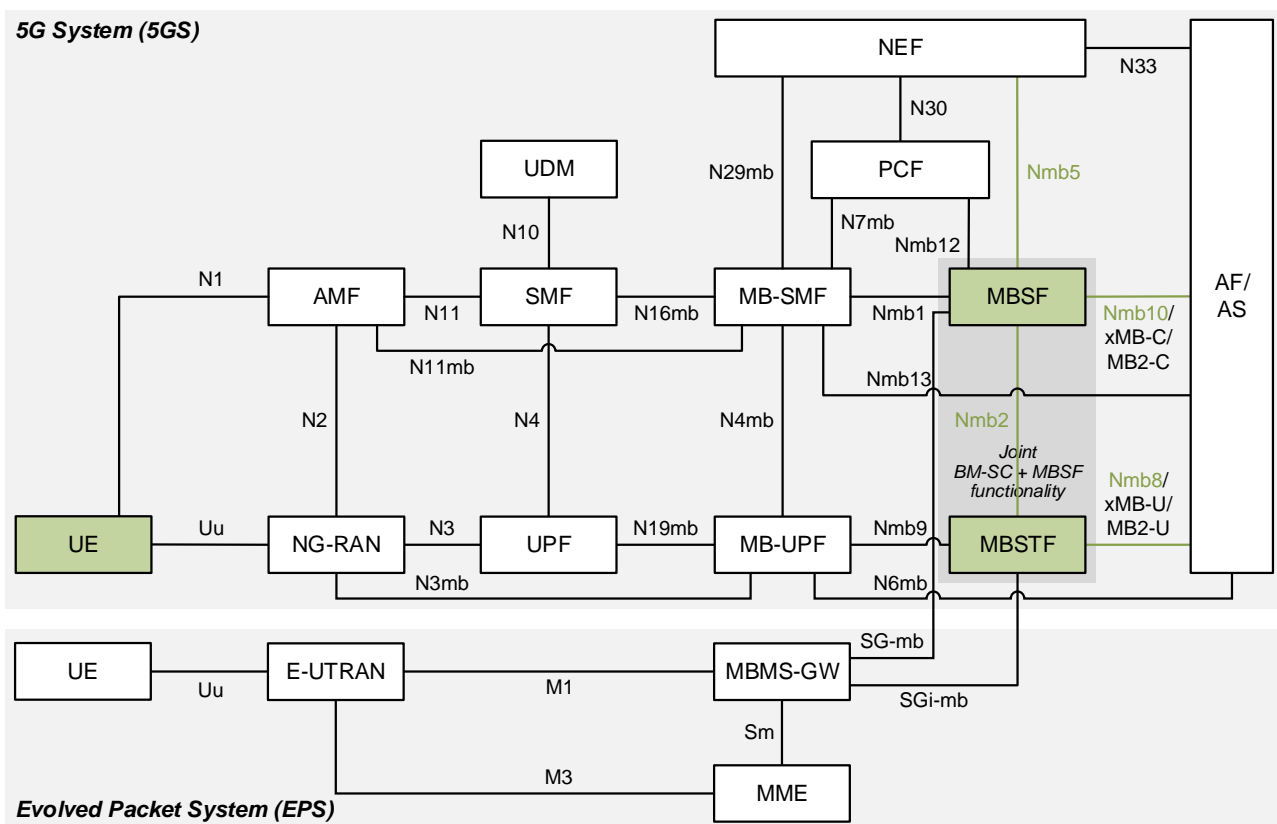 5G System (5GS)
NEF
N33
N30
UDM
N29mb
PCF
Nmb5
N10
N7mb
Nmb12
N1
AMF
N11
SMF
N16mb
MB-SMF
Nmb1
MBSF
AF/
AS
Nmb10/
xMB-C/
MB2-C
N11mb
Nmb13
N2
N4
N4mb
Nmb2
Joint
BM-SC + MBSF
functionality
Nmb8/
xMB-U/
MB2-U
UE
Uu
NG-RAN
N3
UPF
N19mb
MB-UPF
Nmb9
MBSTF
N3mb
N6mb
SG-mb
UE
Uu
E-UTRAN
M1
MBMS-GW
SGi-mb
Sm
M3
MME
Evolved Packet System (EPS)